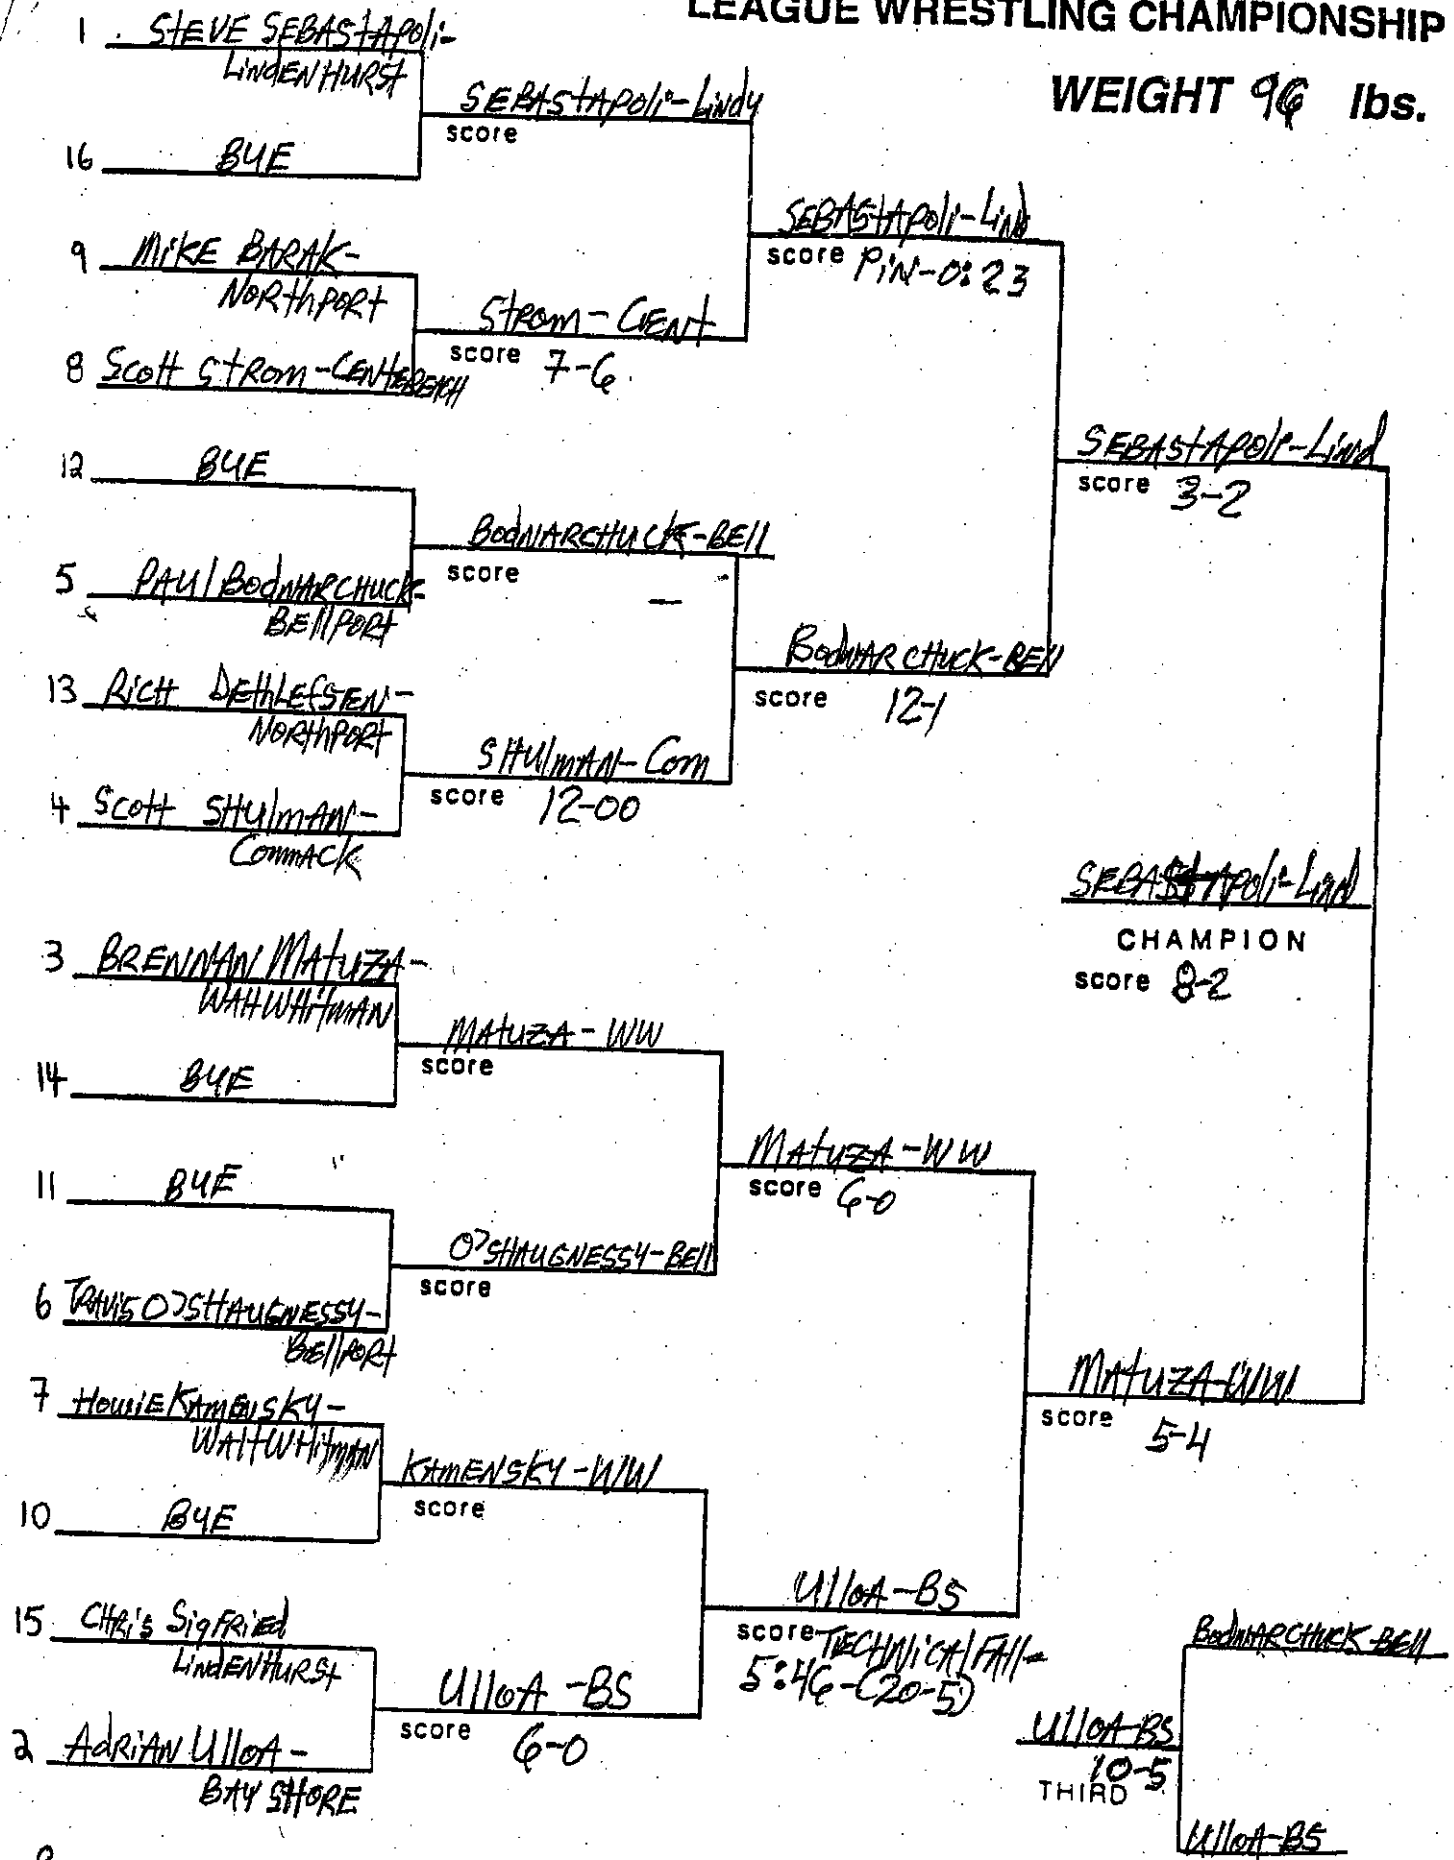 LEAGUE WRESTLING CHAMPIONSHIP
WEIGHT 96 lbs.
1 STEVE SEBASTAPOLI-
LINDENHURST
SEBASTAPOLI-LINDY
score
16 BYE
SEBASTAPOLI-LIND
score PIN-0:23
9 MIKE BARAK-
NORTHPORT
STROM-CENT
score 7-6
8 SCOTT STROM-CENTEREACH
SEBASTAPOLI-LIND
score 3-2
12 BYE
BODNARCHUCK-BELL
score
5 PAUL BODNARCHUCK-
BELLPORT
BODNARCHUCK-BELL
score 12-1
13 RICH DETHLEFSTEN-
NORTHPORT
SHULMAN-COM
score 12-00
4 SCOTT SHULMAN-
COMMACK
SEBASTAPOLI-LIND
CHAMPION
score 8-2
3 BRENNAN MATUZA-
WALT WHITMAN
MATUZA-WW
score
14 BYE
MATUZA-WW
score 6-0
11 BYE
O'SHAUGNESSY-BELL
score
6 TRAVIS O'SHAUGNESSY-
BELLPORT
MATUZA-WW
score 5-4
7 HOWIE KAMENSKY-
WALT WHITMAN
KAMENSKY-WW
score
10 BYE
ULLOA-BS
score TECHNICAL FALL-
5:46-(20-5)
15 CHRIS SIGFRIED
LINDENHURST
ULLOA-BS
score 6-0
2 ADRIAN ULLOA-
BAY SHORE
BODNARCHUCK-BELL
ULLOA-BS
10-5
THIRD
ULLOA-BS